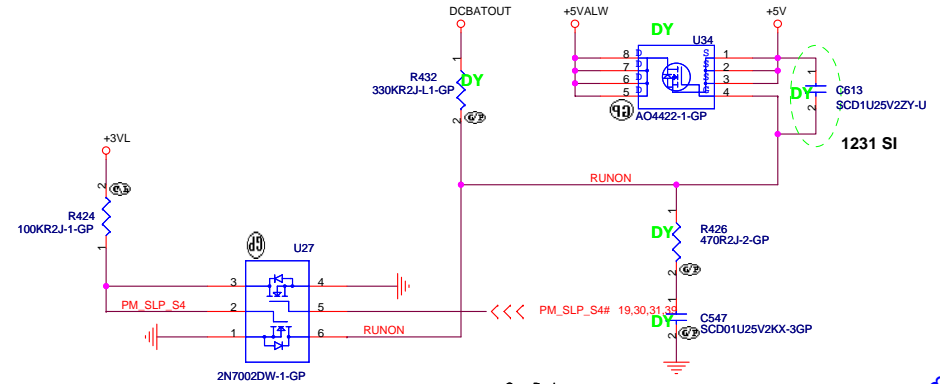 DCBATOUT
+5VALW
+5V
DY
U34
8 D S 1
7 D S 2
6 D S 3
5 D G 4
GP
AO4422-1-GP
1
R432
330KR2J-L1-GP
DY
2
G/P
1
DY
C613
SCD1U25V2ZY-U
2
1231 SI
+3VL
2
R424
100KR2J-1-GP
1
RUNON
1
DY
R426
470R2J-2-GP
2
G/P
GP
U27
3
4
PM_SLP_S4
2
5
PM_SLP_S4# 19,30,31,39
1
6
RUNON
2N7002DW-1-GP
1
DY
C547
SCD01U25V2KX-3GP
2
G/P